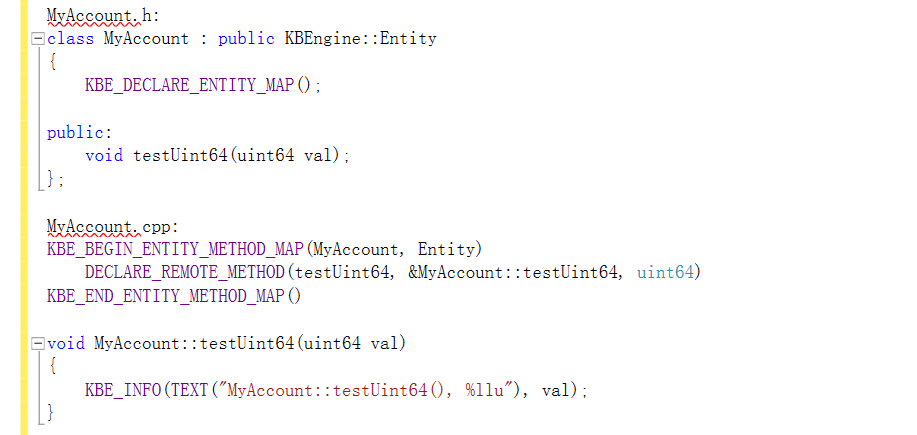 MyAccount.h:
class MyAccount : public KBEngine::Entity
{
    KBE_DECLARE_ENTITY_MAP();
public:
    void testUint64(uint64 val);
};
MyAccount.cpp:
KBE_BEGIN_ENTITY_METHOD_MAP(MyAccount, Entity)
    DECLARE_REMOTE_METHOD(testUint64, &MyAccount::testUint64, uint64)
KBE_END_ENTITY_METHOD_MAP()
void MyAccount::testUint64(uint64 val)
{
    KBE_INFO(TEXT("MyAccount::testUint64(), %llu"), val);
}